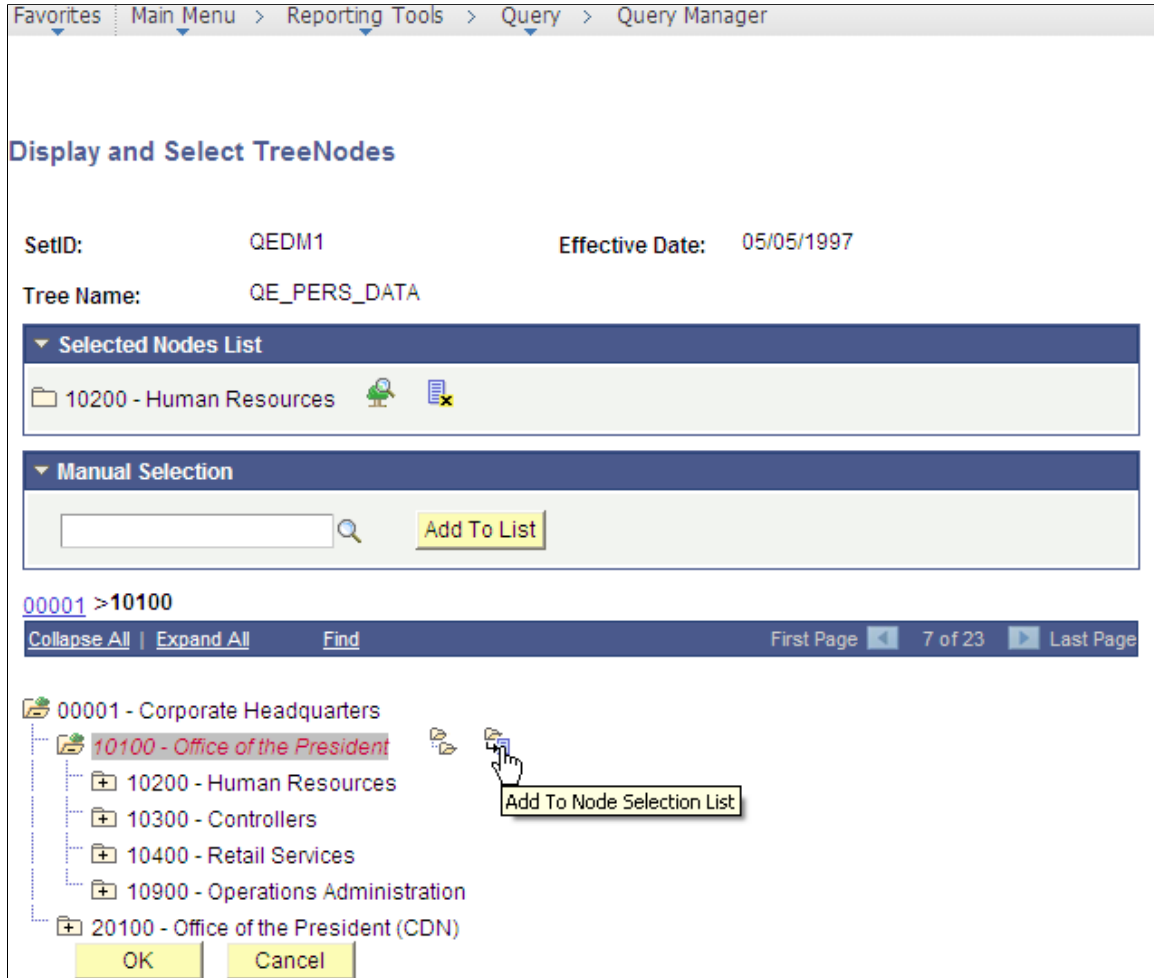 Favorites Main Menu > Reporting Tools > Query > Query Manager
Display and Select TreeNodes
SetID: QEDM1 Effective Date: 05/05/1997
Tree Name: QE_PERS_DATA
Selected Nodes List
10200 - Human Resources
Manual Selection
Add To List
00001 >10100
Collapse All | Expand All Find First Page 7 of 23 Last Page
00001 - Corporate Headquarters
10100 - Office of the President
10200 - Human Resources
Add To Node Selection List
10300 - Controllers
10400 - Retail Services
10900 - Operations Administration
20100 - Office of the President (CDN)
OK Cancel